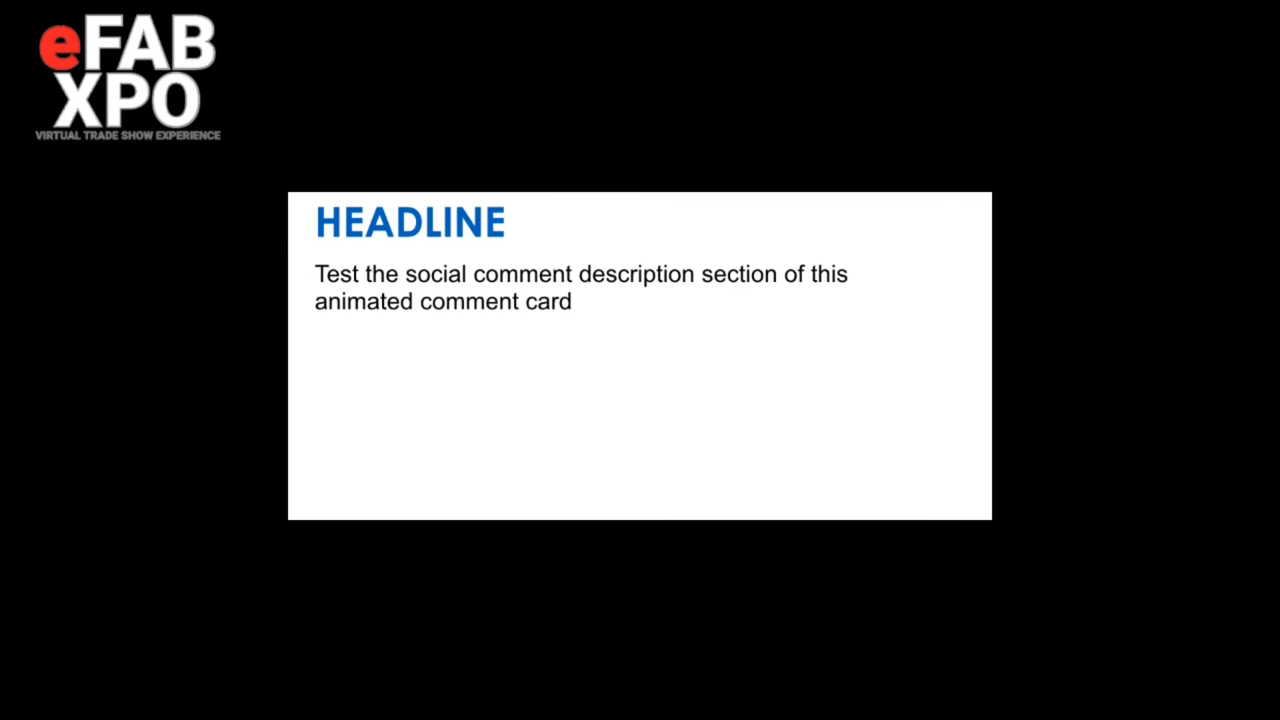 eFAB
XPO
VIRTUAL TRADE SHOW EXPERIENCE
HEADLINE
Test the social comment description section of this
animated comment card